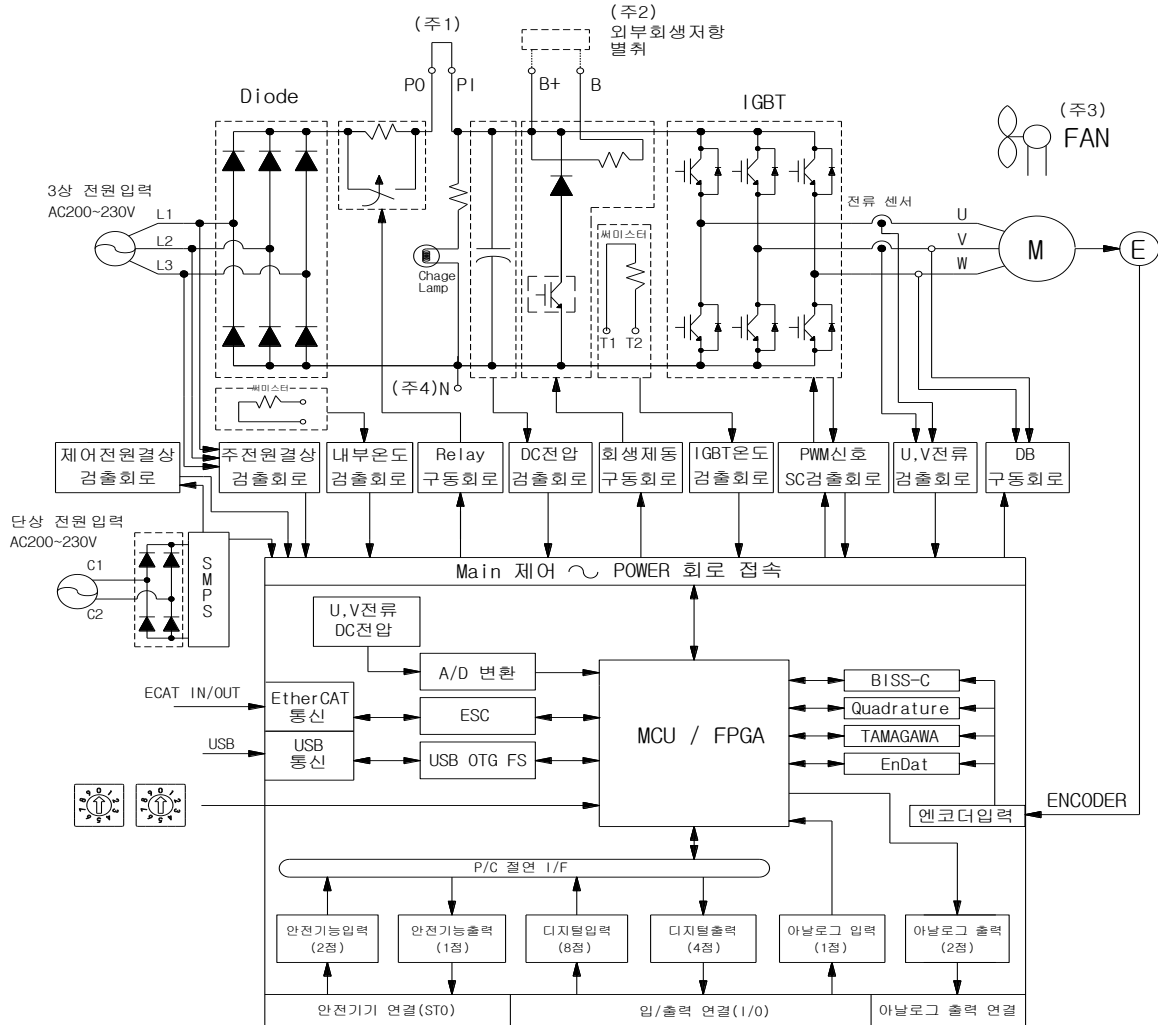 (주1)
(주2)
외부회생저항
별취
PO
PI
B+
B
Diode
IGBT
(주3)
FAN
3상 전원입력
AC200~230V
L1
L2
L3
전류 센서
U
V
W
M
E
Chage
Lamp
써미스터
T1
T2
(주4)N
써미스터
제어전원결상
검출회로
주전원결상
검출회로
내부온도
검출회로
Relay
구동회로
DC전압
검출회로
회생제동
구동회로
IGBT온도
검출회로
PWM신호
SC검출회로
U,V전류
검출회로
DB
구동회로
단상 전원입력
AC200~230V
C1
C2
SMPS
Main 제어 ～ POWER 회로 접속
U,V전류
DC전압
A/D 변환
ECAT IN/OUT
EtherCAT
통신
ESC
USB
USB
통신
USB OTG FS
MCU / FPGA
BISS-C
Quadrature
TAMAGAWA
EnDat
엔코더입력
ENCODER
P/C 절연 I/F
안전기능입력
(2점)
안전기능출력
(1점)
디지털입력
(8점)
디지털출력
(4점)
아날로그 입력
(1점)
아날로그 출력
(2점)
안전기기 연결(STO)
입/출력 연결(I/O)
아날로그 출력 연결